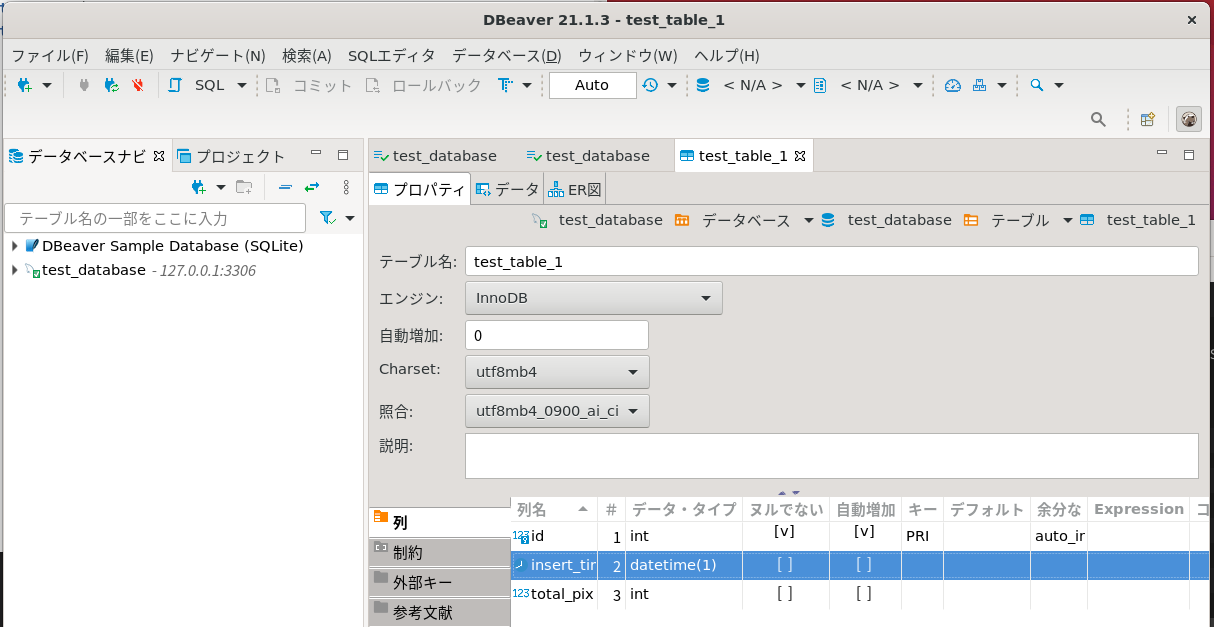 DBeaver 21.1.3 - test_table_1
ファイル(F) 編集(E) ナビゲート(N) 検索(A) SQLエディタ データベース(D) ウィンドウ(W) ヘルプ(H)
SQL コミット ロールバック Auto < N/A > < N/A >
データベースナビ プロジェクト
test_database test_database test_table_1
プロパティ データ ER図
テーブル名の一部をここに入力
DBeaver Sample Database (SQLite)
test_database - 127.0.0.1:3306
test_database データベース test_database テーブル test_table_1
テーブル名: test_table_1
エンジン: InnoDB
自動増加: 0
Charset: utf8mb4
照合: utf8mb4_0900_ai_ci
説明:
列
制約
外部キー
参考文献
列名 # データ・タイプ ヌルでない 自動増加 キー デフォルト 余分な Expression コ
123 id 1 int [v] [v] PRI auto_ir
insert_tir 2 datetime(1) [ ] [ ]
123 total_pix 3 int [ ] [ ]